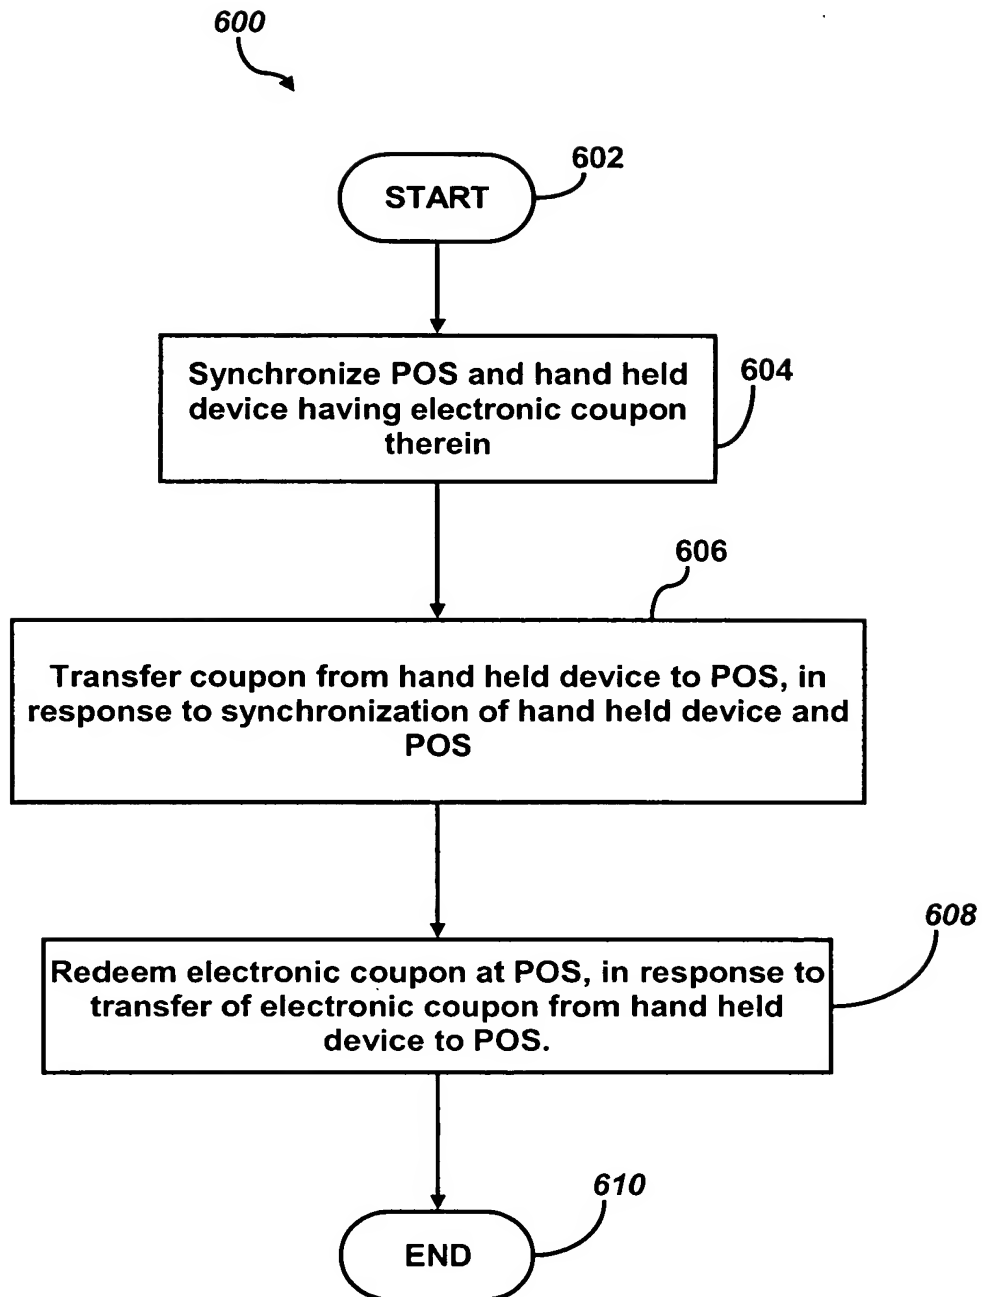 600
602
START
604
Synchronize POS and hand held
device having electronic coupon
therein
606
Transfer coupon from hand held device to POS, in
response to synchronization of hand held device and
POS
608
Redeem electronic coupon at POS, in response to
transfer of electronic coupon from hand held
device to POS.
610
END